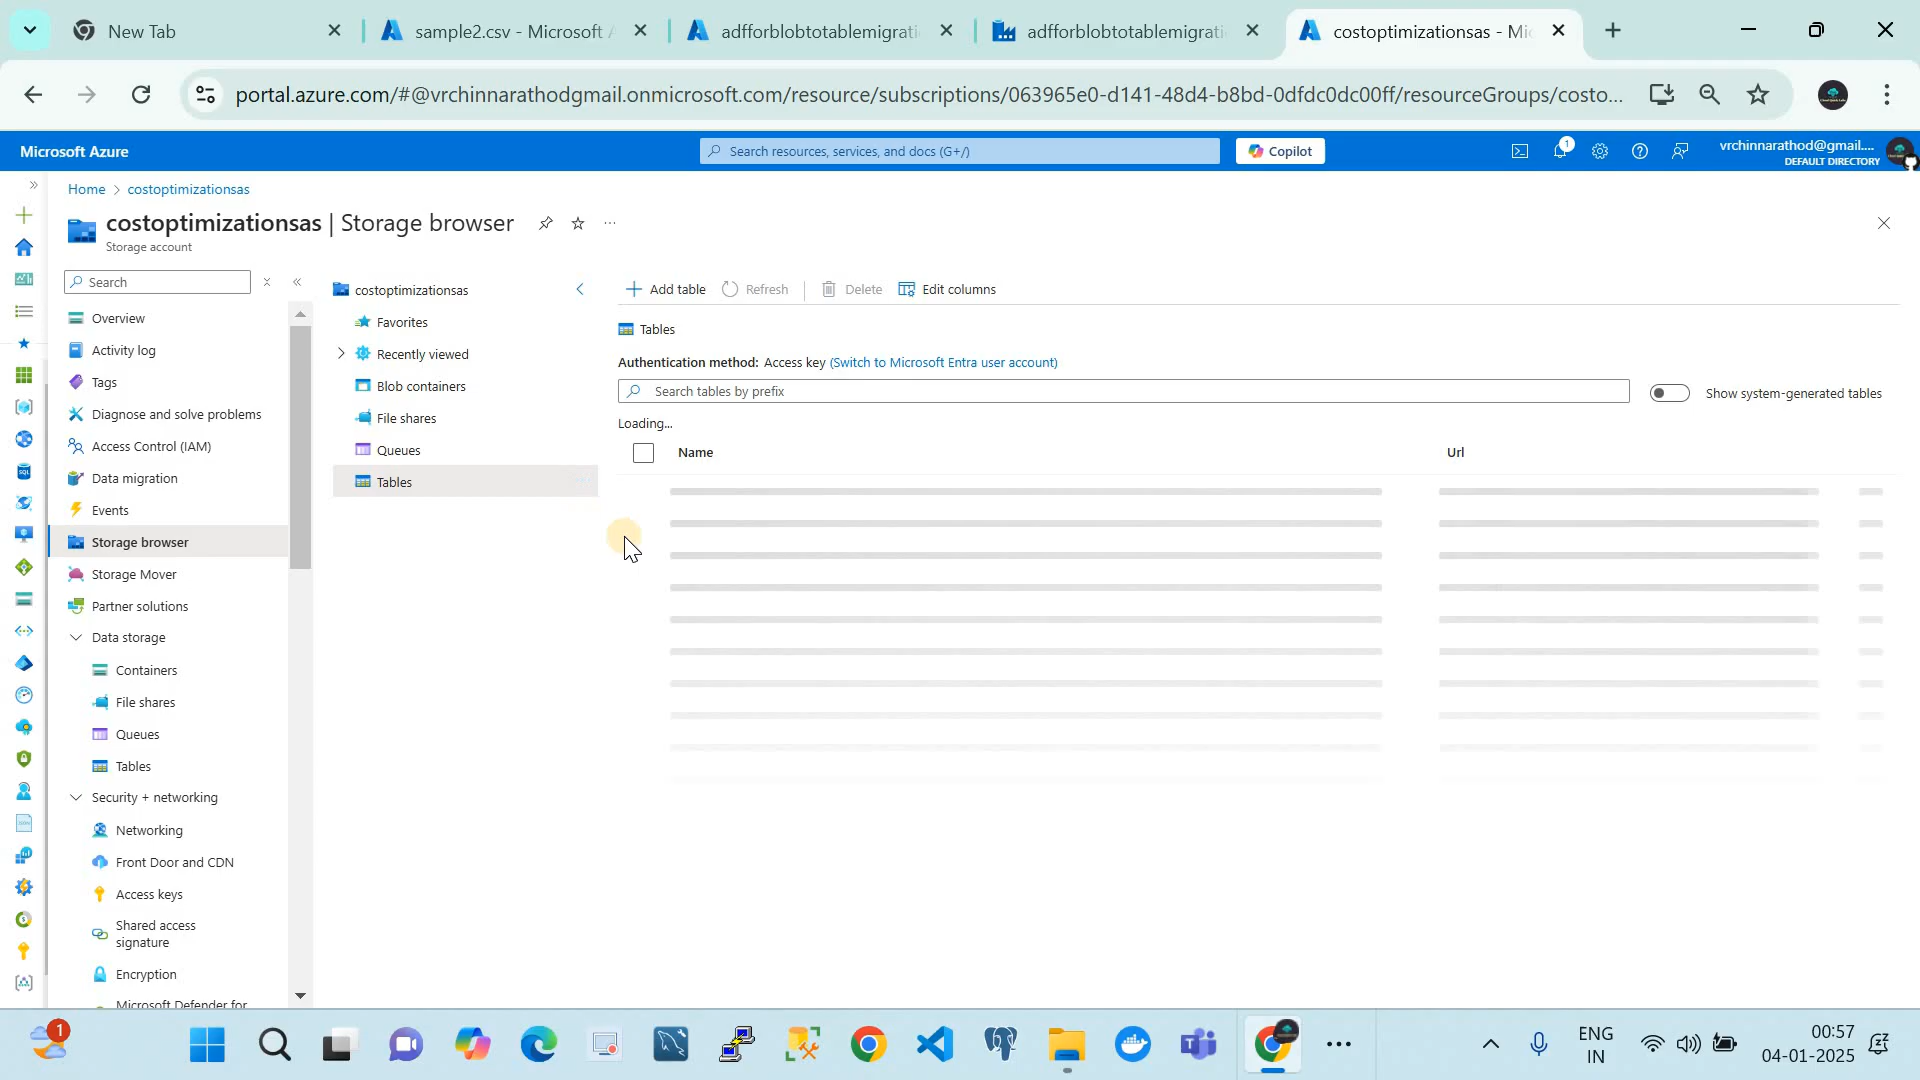 New Tab
sample2.csv - Microsoft A
adfforblobtotablemigrati
adfforblobtotablemigrati
costoptimizationsas - Mi
portal.azure.com/#@vrchinnarathodgmail.onmicrosoft.com/resource/subscriptions/063965e0-d141-48d4-b8bd-0dfdc0dc00ff/resourceGroups/costo...
Microsoft Azure
Search resources, services, and docs (G+/)
Copilot
1
vrchinnarathod@gmail....
DEFAULT DIRECTORY
Home > costoptimizationsas
costoptimizationsas | Storage browser
Storage account
Search
Overview
Activity log
Tags
Diagnose and solve problems
Access Control (IAM)
Data migration
Events
Storage browser
Storage Mover
Partner solutions
Data storage
Containers
File shares
Queues
Tables
Security + networking
Networking
Front Door and CDN
Access keys
Shared access
signature
Encryption
Microsoft Defender for
costoptimizationsas
Favorites
Recently viewed
Blob containers
File shares
Queues
Tables
Add table
Refresh
Delete
Edit columns
Tables
Authentication method: Access key (Switch to Microsoft Entra user account)
Search tables by prefix
Show system-generated tables
Loading...
Name
Url
1
ENG
IN
00:57
04-01-2025